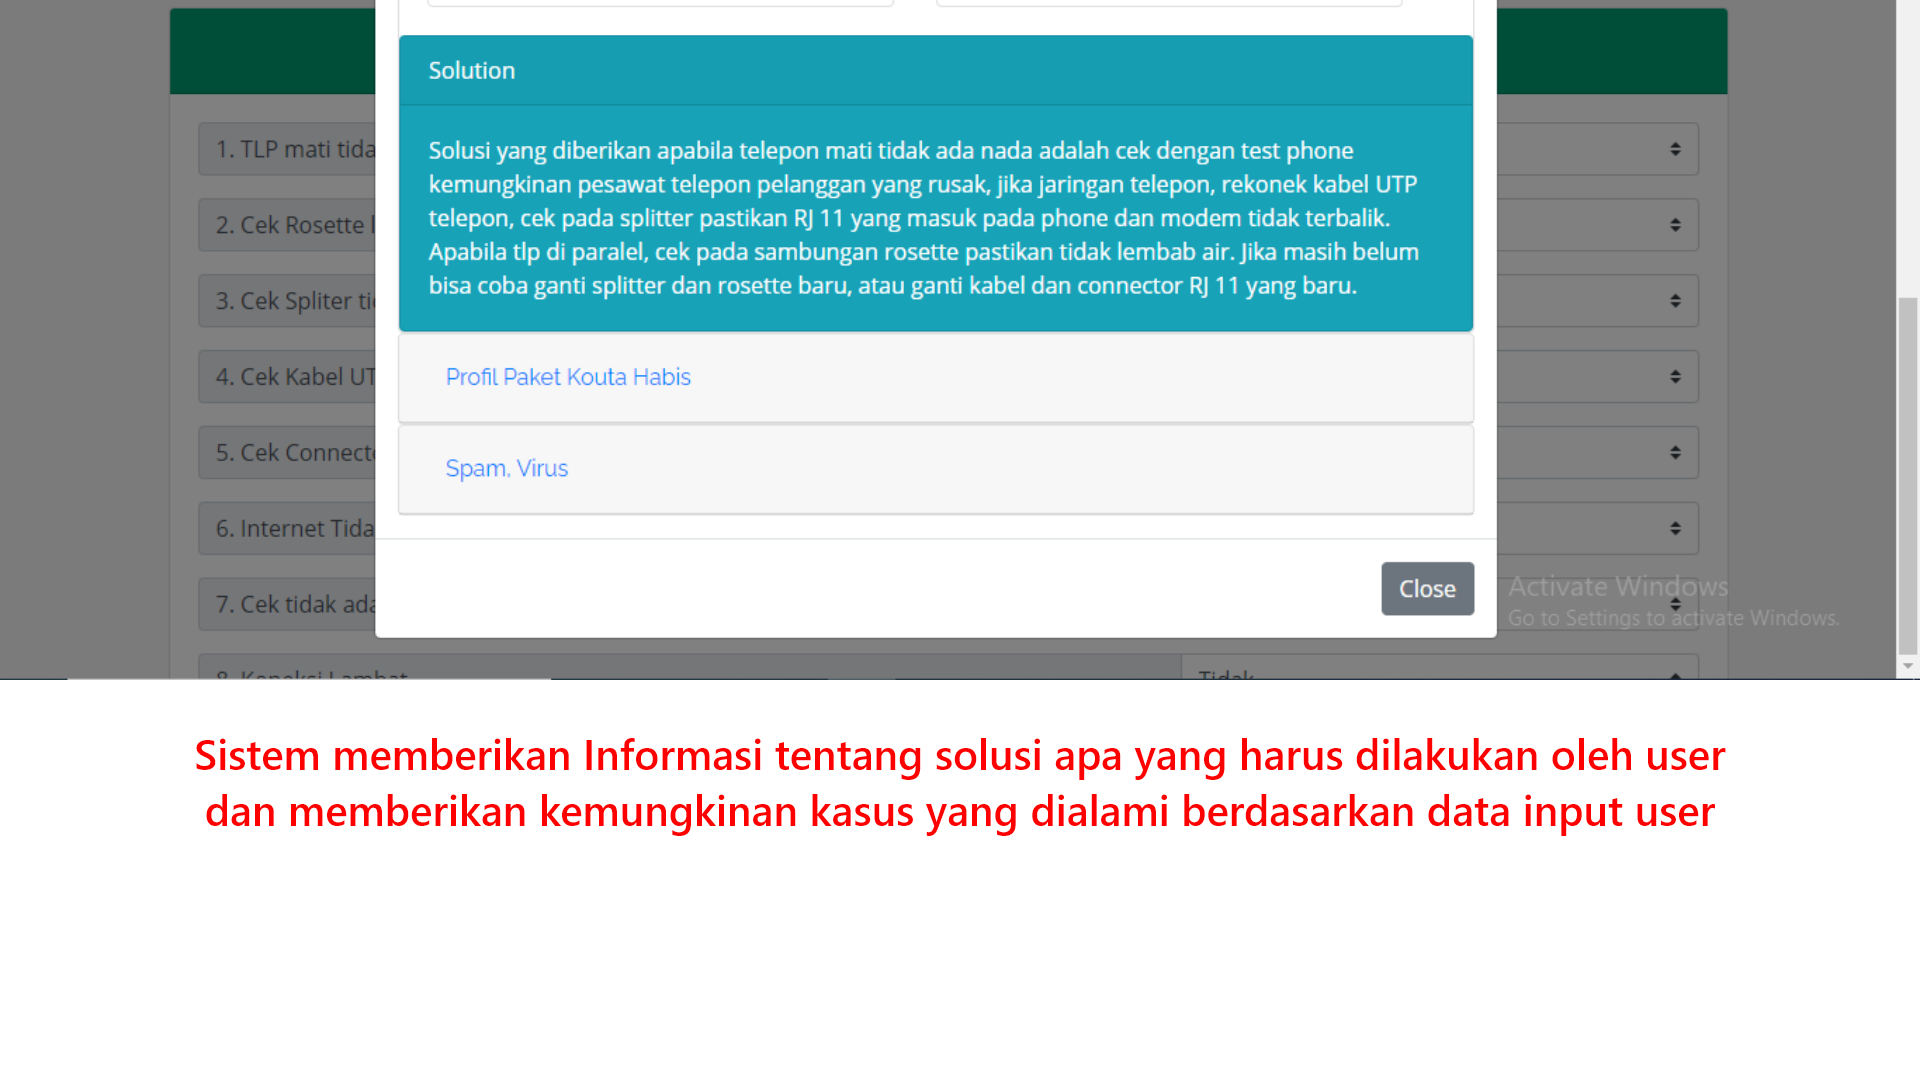 Solution
1. TLP mati tida
Solusi yang diberikan apabila telepon mati tidak ada nada adalah cek dengan test phone
kemungkinan pesawat telepon pelanggan yang rusak, jika jaringan telepon, rekonek kabel UTP
telepon, cek pada splitter pastikan RJ 11 yang masuk pada phone dan modem tidak terbalik.
Apabila tlp di paralel, cek pada sambungan rosette pastikan tidak lembab air. Jika masih belum
bisa coba ganti splitter dan rosette baru, atau ganti kabel dan connector RJ 11 yang baru.
2. Cek Rosette
3. Cek Spliter ti
4. Cek Kabel UT
Profil Paket Kouta Habis
5. Cek Connect
Spam, Virus
6. Internet Tida
7. Cek tidak ada
Close
Activate Windows
Go to Settings to activate Windows.
8. Koneksi Lambat
Tidak
Sistem memberikan Informasi tentang solusi apa yang harus dilakukan oleh user
dan memberikan kemungkinan kasus yang dialami berdasarkan data input user